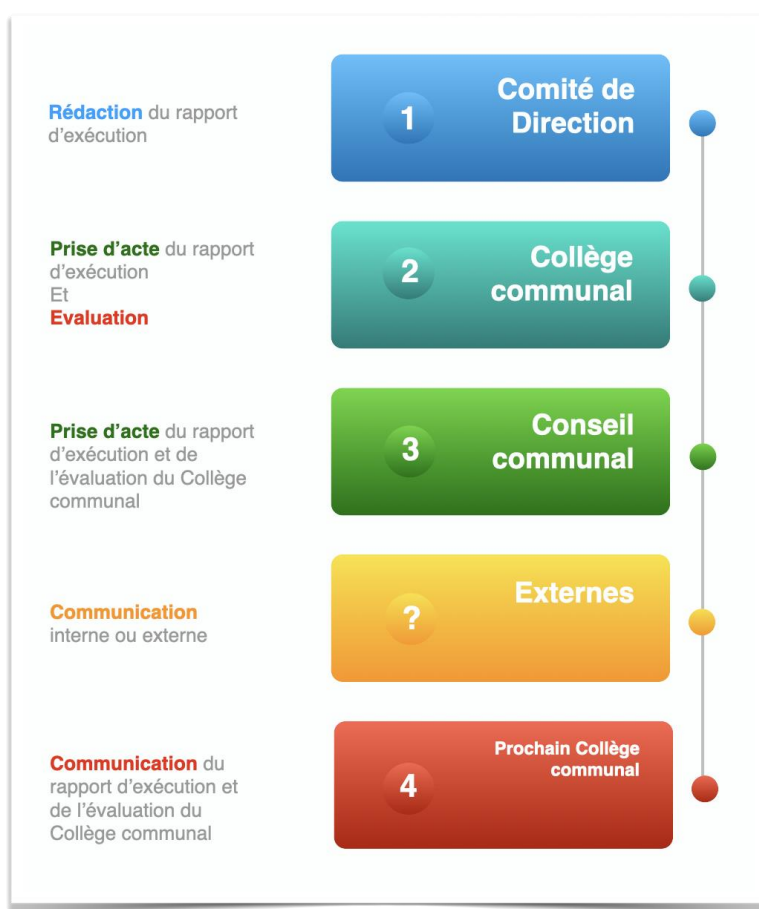 Rédaction du rapport
d'exécution
1
Comité de
Direction
Prise d'acte du rapport
d'exécution
Et
Evaluation
2
Collège
communal
Prise d'acte du rapport
d'exécution et de
l'évaluation du Collège
communal
3
Conseil
communal
Communication
interne ou externe
?
Externes
Communication du
rapport d'exécution et
de l'évaluation du
Collège communal
4
Prochain Collège
communal